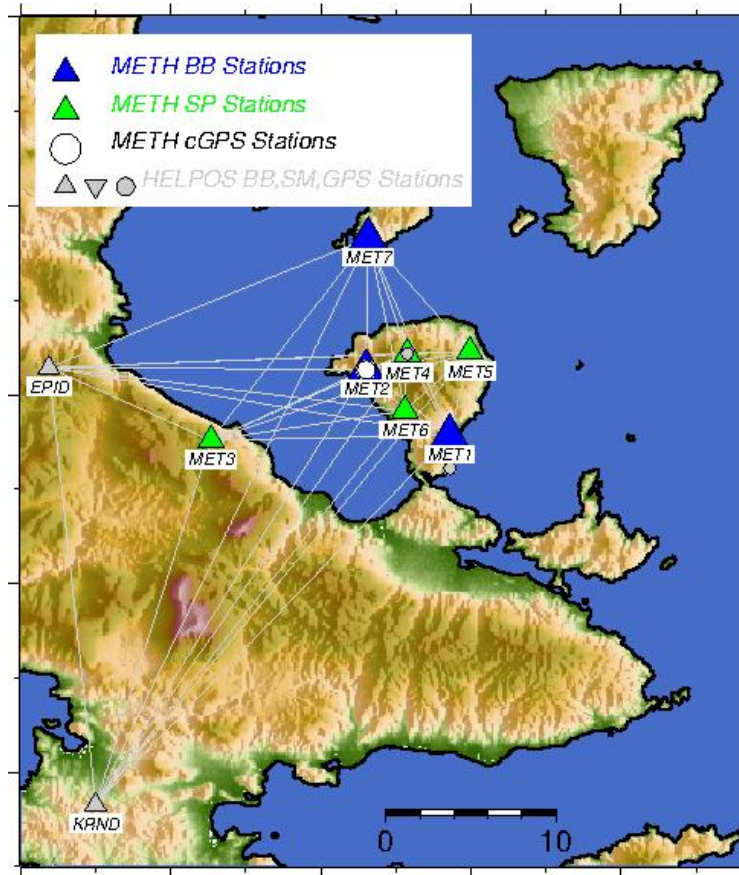 METH BB Stations
METH SP Stations
METH cGPS Stations
HELPOS BB,SM,GPS Stations
MET7
EPID
MET2
MET4
MET5
MET3
MET6
MET1
KRND
0 10